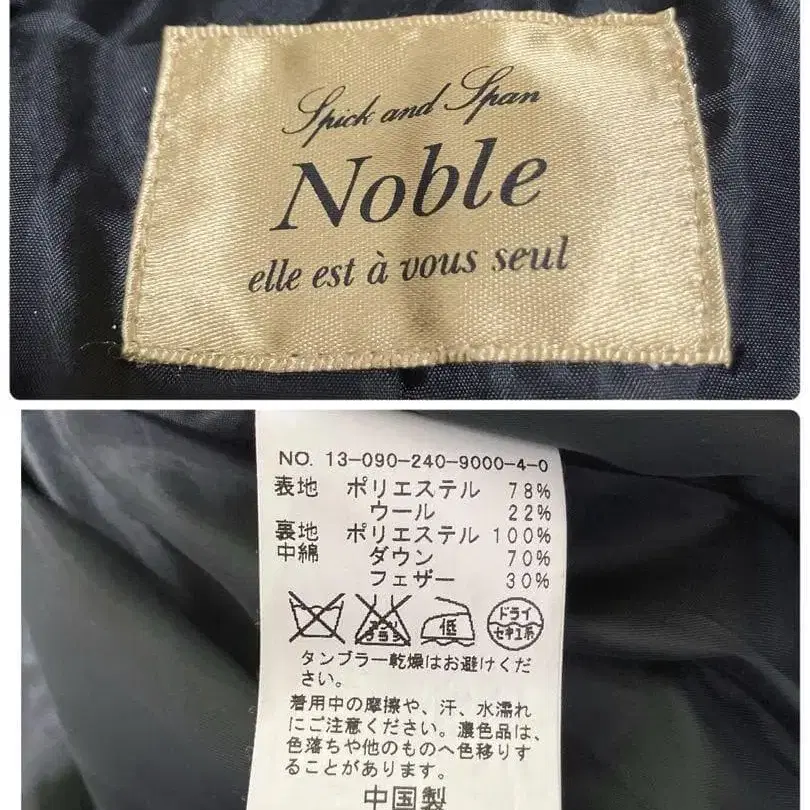 Spick and Span
Noble
elle est à vous seul
NO. 13-090-240-9000-4-0
表地 ポリエステル 78%
ウール 22%
裏地 ポリエステル 100%
中綿 ダウン 70%
フェザー 30%
エンソ
サラシ
低
ドライ
セキユ系
タンブラー乾燥はお避けくだ
さい。
着用中の摩擦や、汗、水濡れ
にご注意ください。濃色品は、
色落ちや他のものへ色移りす
ることがあります。
中国製